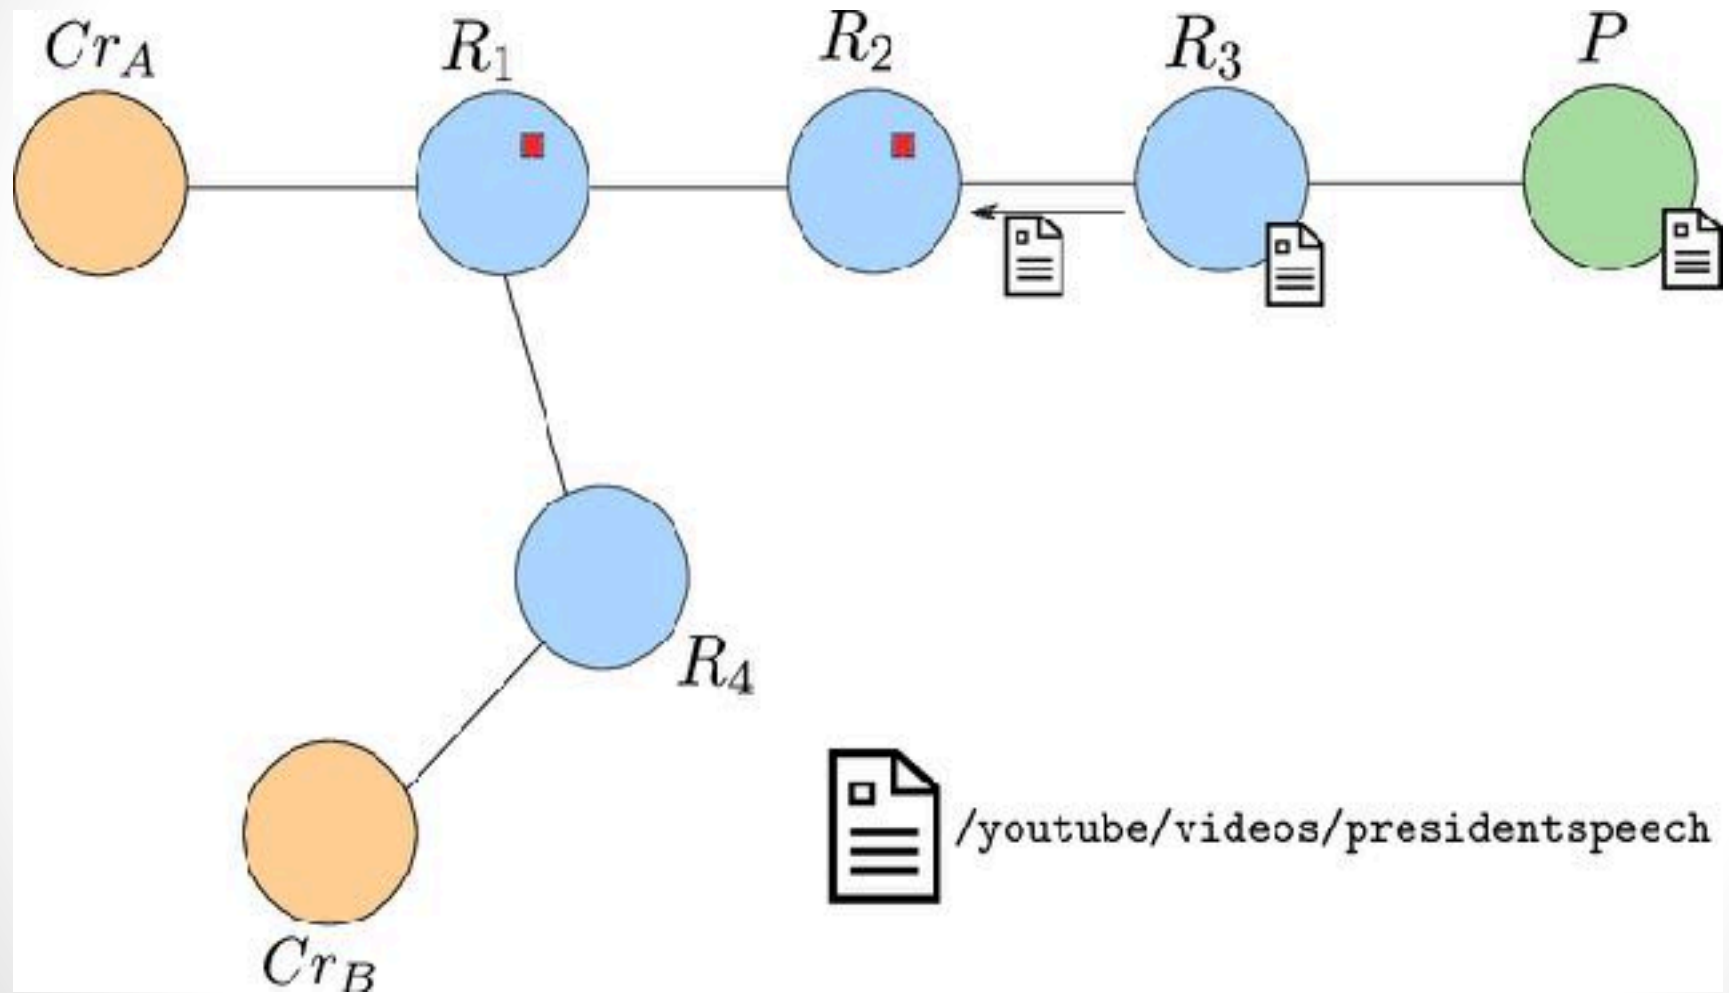 Cr_A
R_1
R_2
R_3
P
R_4
/youtube/videos/presidentspeech
Cr_B